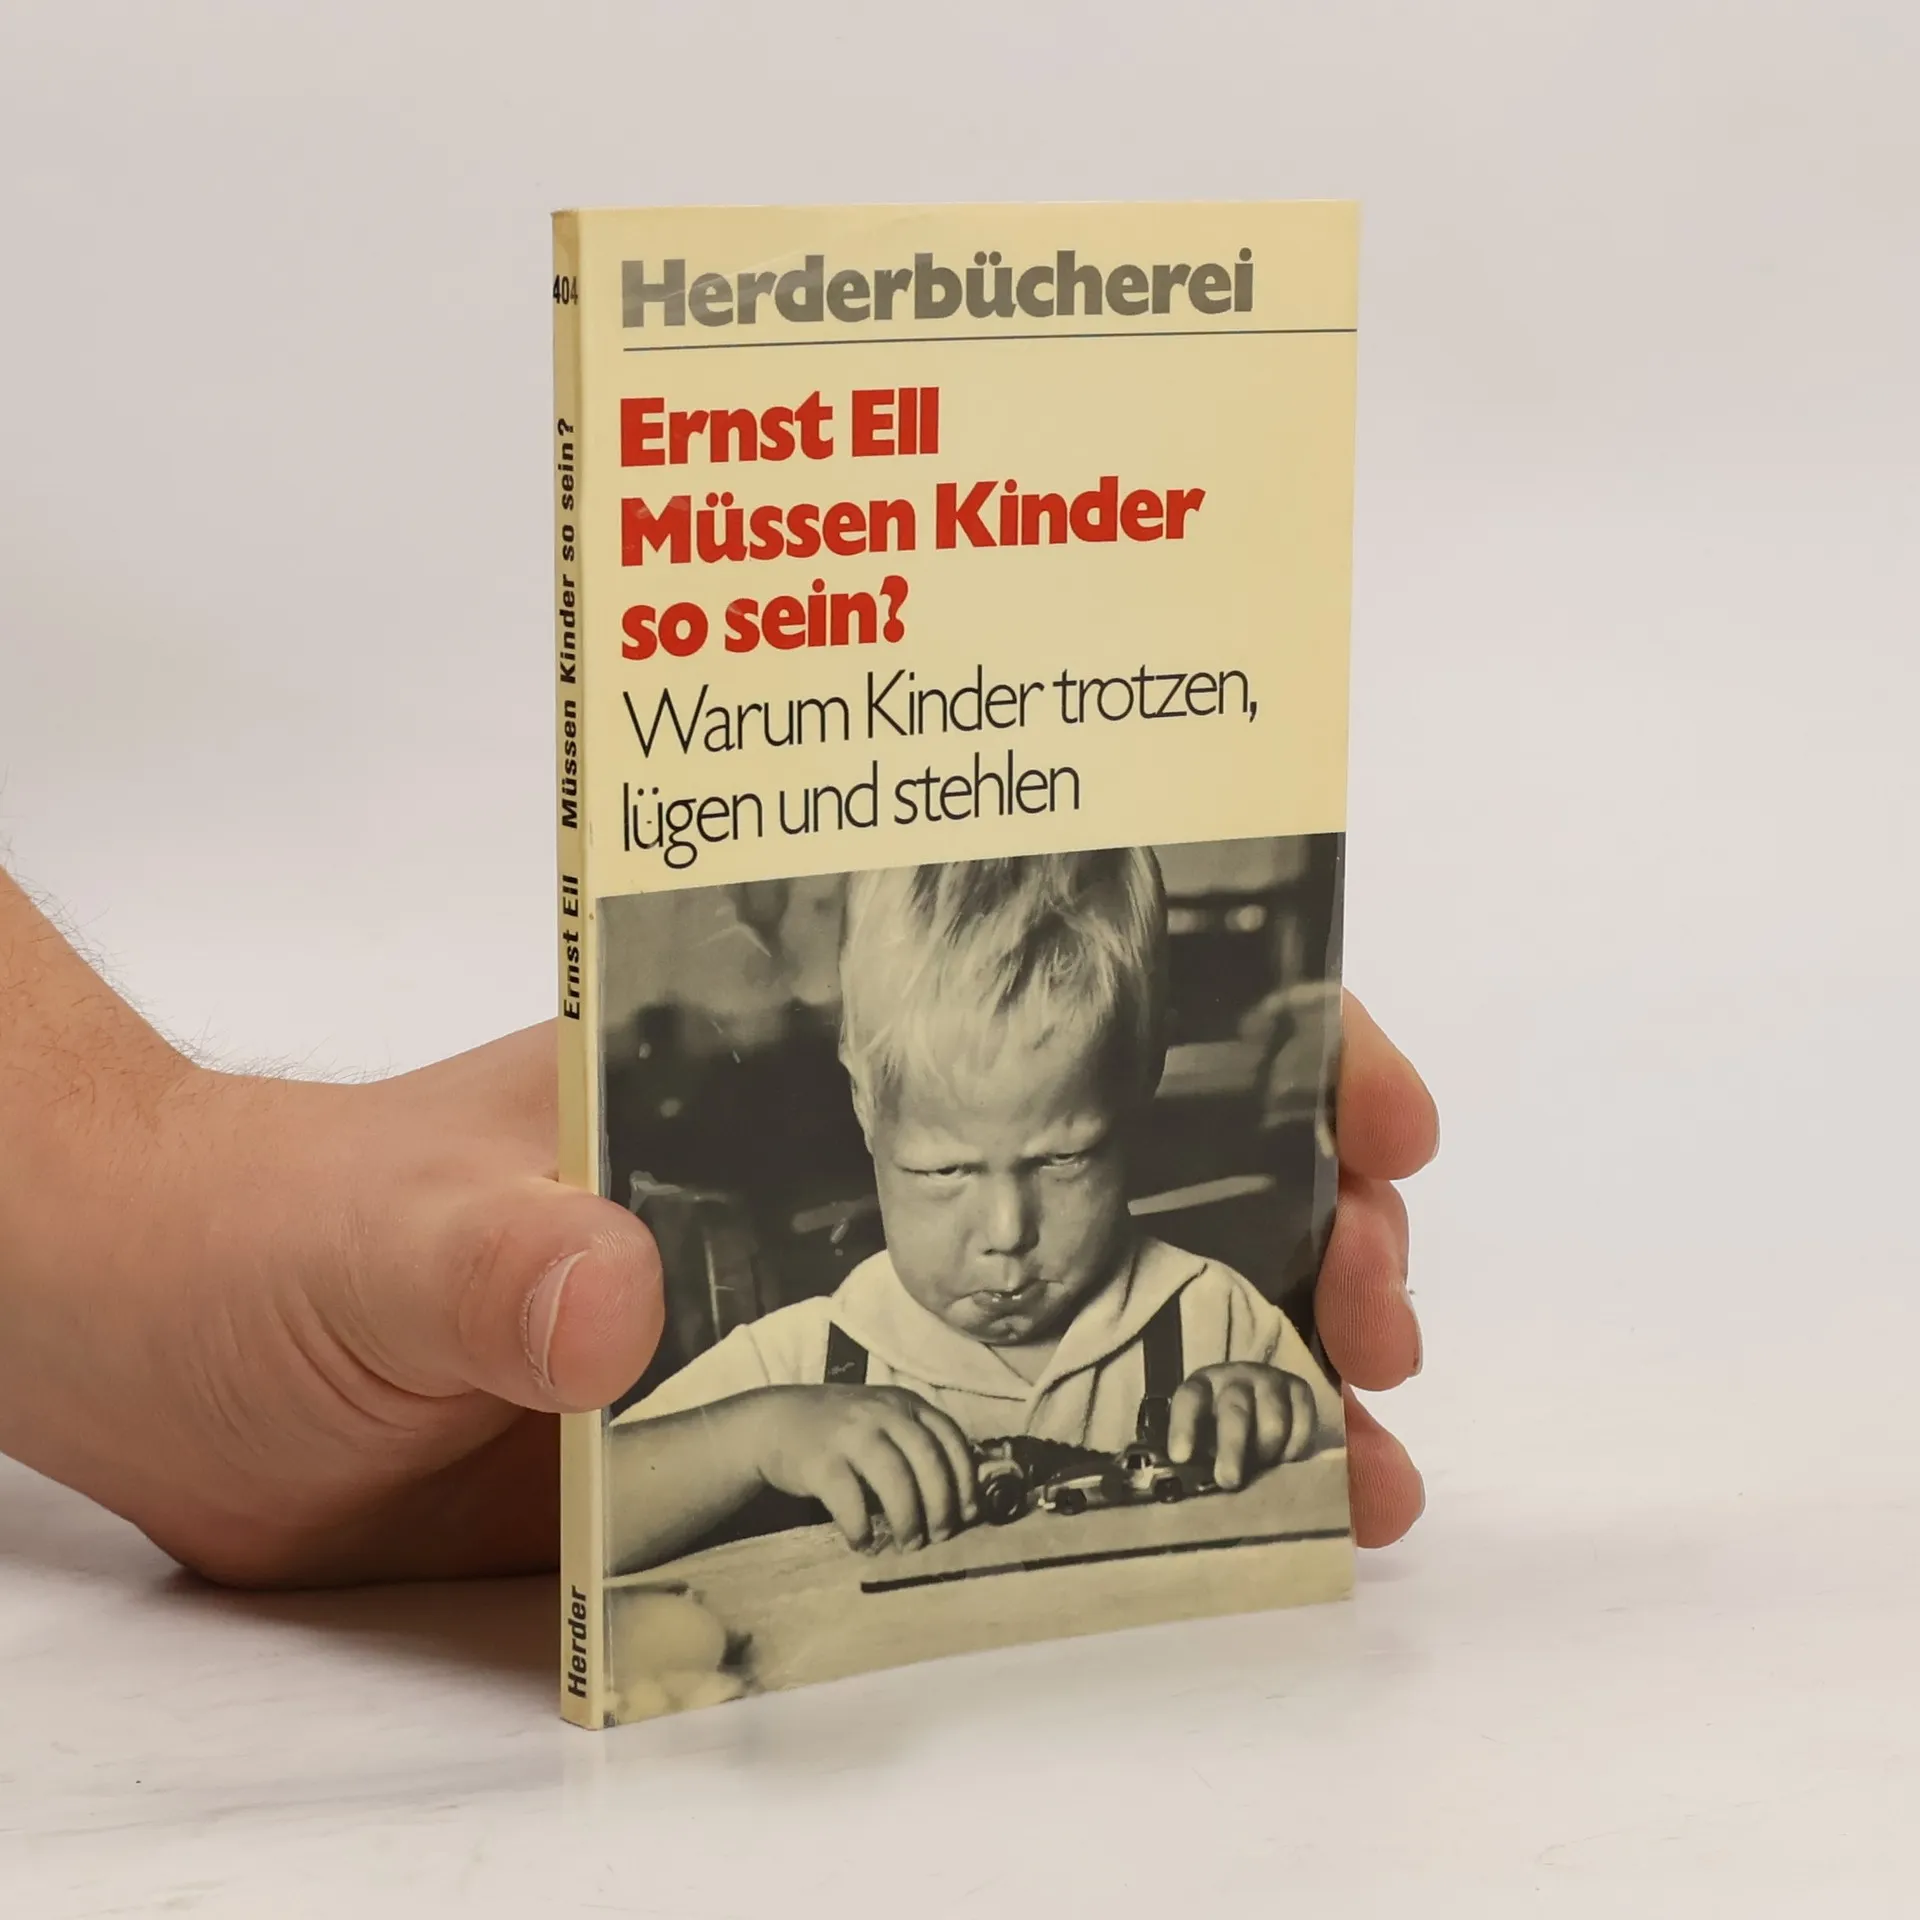 Herderbücherei
Ernst Ell
Müssen Kinder
so sein?
Warum Kinder trotzen,
lügen und stehlen
404
Ernst Ell Müssen Kinder so sein?
Herder